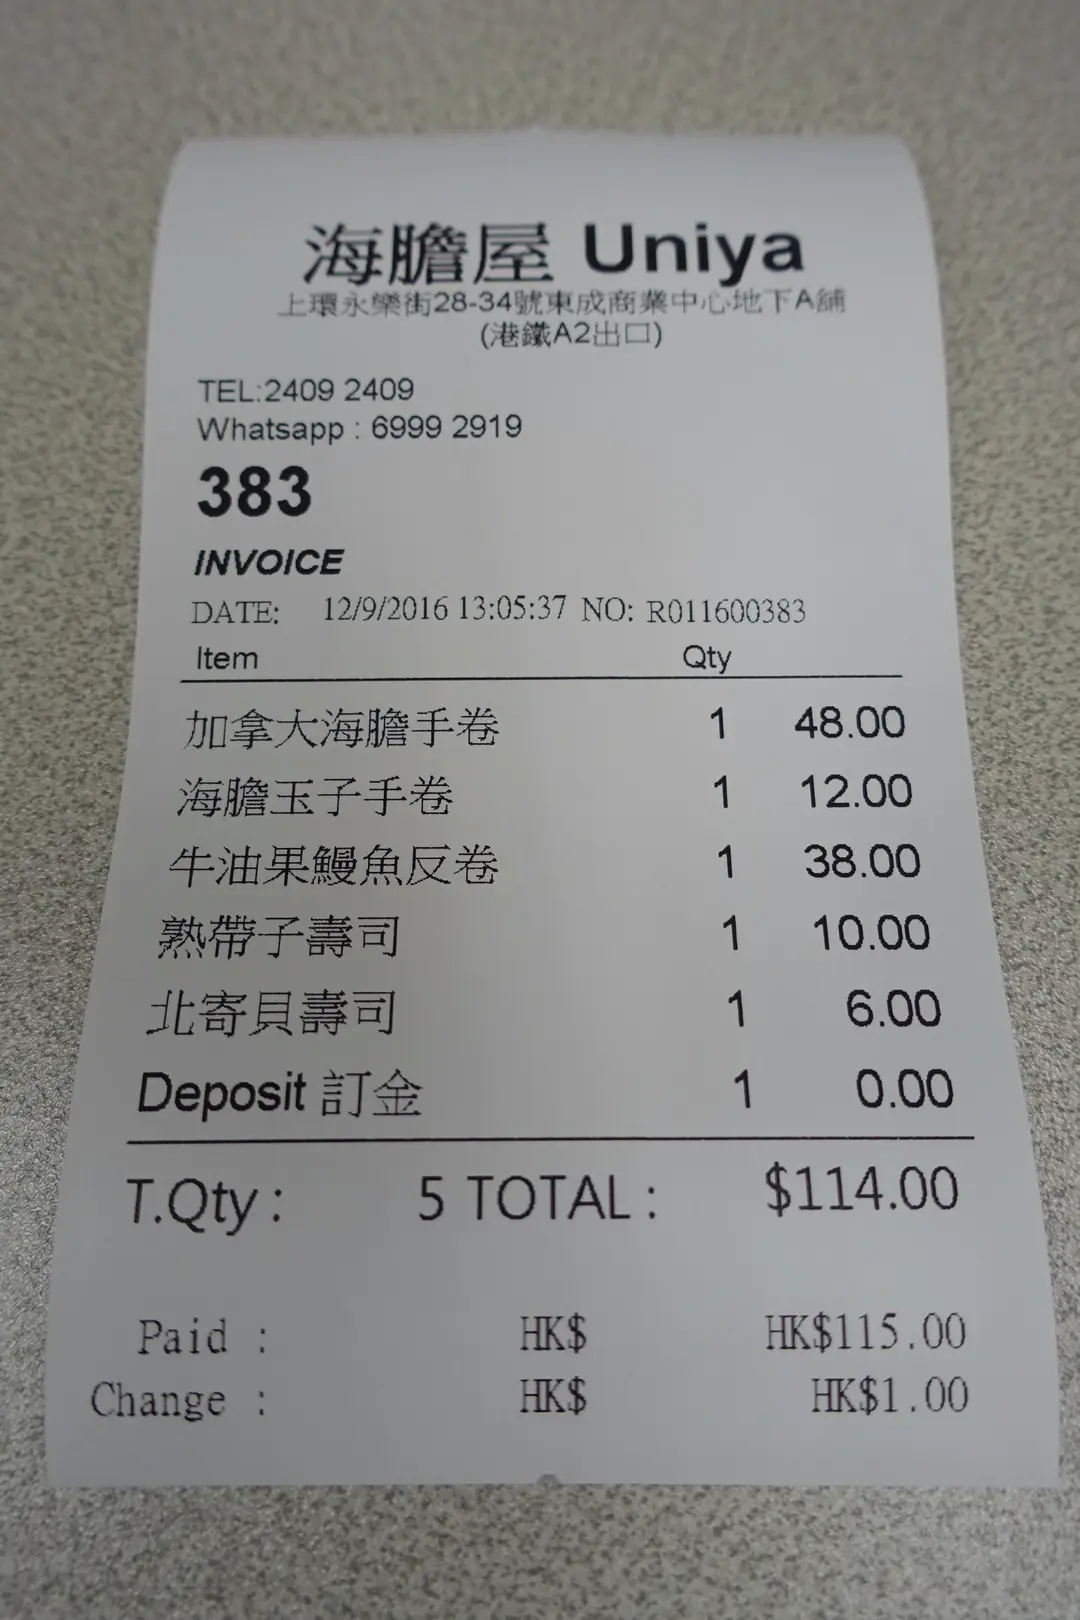 海膽屋 Uniya
上環永樂街28-34號東成商業中心地下A舖
(港鐵A2出口)
TEL:2409 2409
Whatsapp : 6999 2919
383
INVOICE
DATE: 12/9/2016 13:05:37 NO: R011600383
Item Qty
加拿大海膽手卷 1 48.00
海膽玉子手卷 1 12.00
牛油果鰻魚反卷 1 38.00
熟帶子壽司 1 10.00
北寄貝壽司 1 6.00
Deposit 訂金 1 0.00
T.Qty : 5 TOTAL : $114.00
Paid : HK$ HK$115.00
Change : HK$ HK$1.00